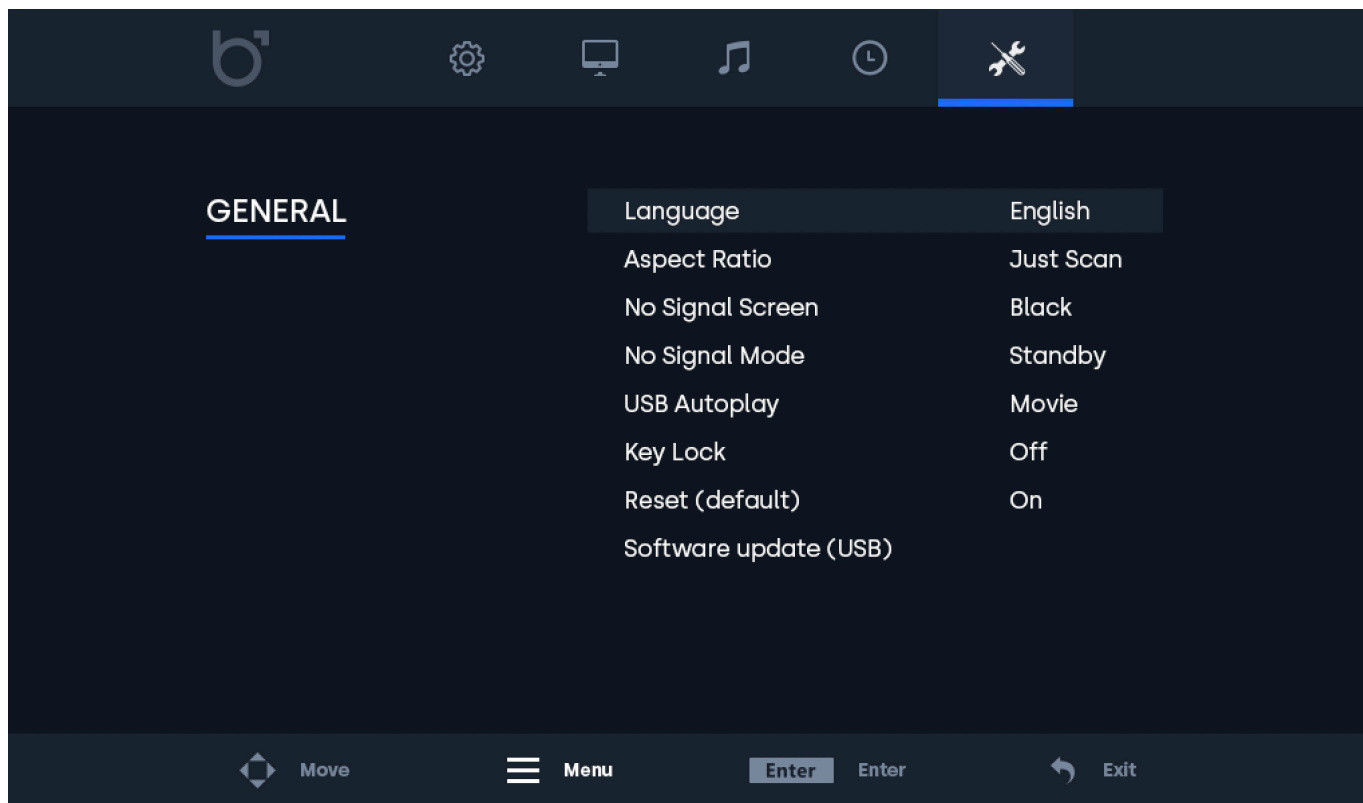 GENERAL
Language English
Aspect Ratio Just Scan
No Signal Screen Black
No Signal Mode Standby
USB Autoplay Movie
Key Lock Off
Reset (default) On
Software update (USB)
Move Menu Enter Enter Exit